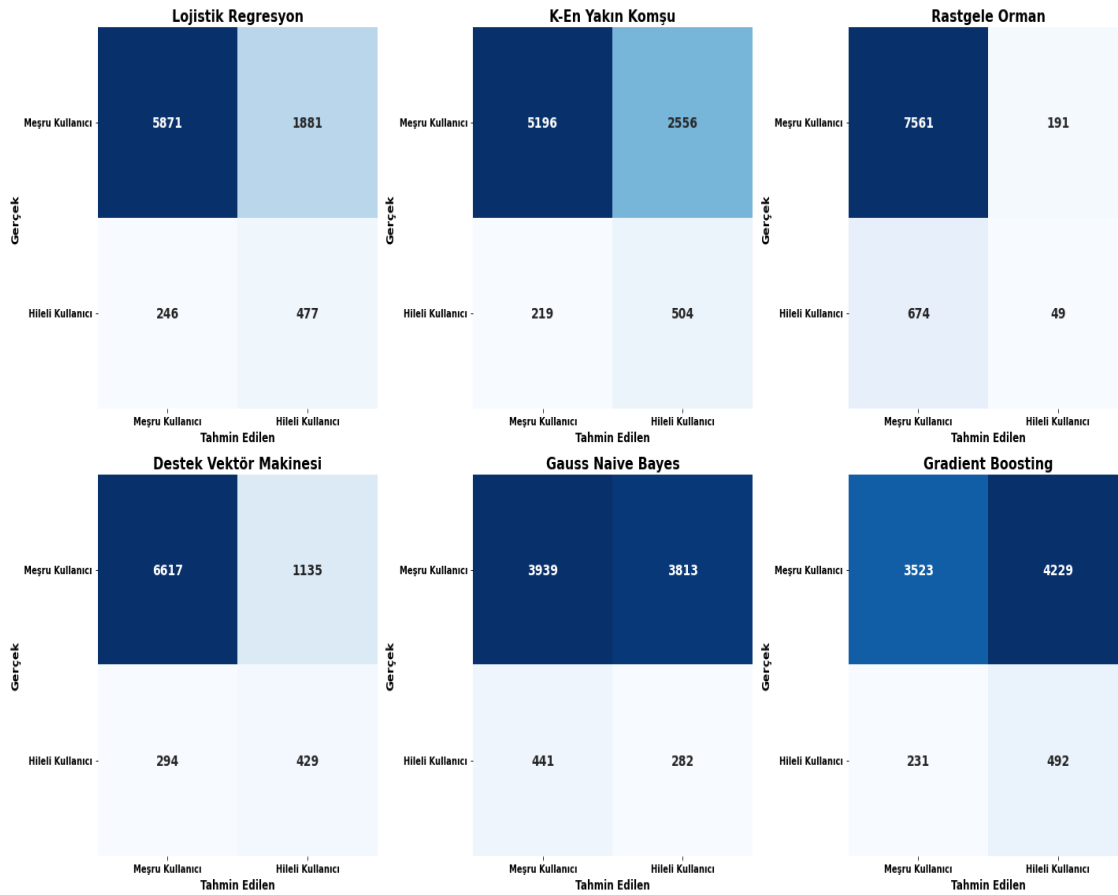 Lojistik Regresyon
Meşru Kullanıcı
5871
1881
Gerçek
Hileli Kullanıcı
246
477
Meşru Kullanıcı
Hileli Kullanıcı
Tahmin Edilen
K-En Yakın Komşu
Meşru Kullanıcı
5196
2556
Gerçek
Hileli Kullanıcı
219
504
Meşru Kullanıcı
Hileli Kullanıcı
Tahmin Edilen
Rastgele Orman
Meşru Kullanıcı
7561
191
Gerçek
Hileli Kullanıcı
674
49
Meşru Kullanıcı
Hileli Kullanıcı
Tahmin Edilen
Destek Vektör Makinesi
Meşru Kullanıcı
6617
1135
Gerçek
Hileli Kullanıcı
294
429
Meşru Kullanıcı
Hileli Kullanıcı
Tahmin Edilen
Gauss Naive Bayes
Meşru Kullanıcı
3939
3813
Gerçek
Hileli Kullanıcı
441
282
Meşru Kullanıcı
Hileli Kullanıcı
Tahmin Edilen
Gradient Boosting
Meşru Kullanıcı
3523
4229
Gerçek
Hileli Kullanıcı
231
492
Meşru Kullanıcı
Hileli Kullanıcı
Tahmin Edilen